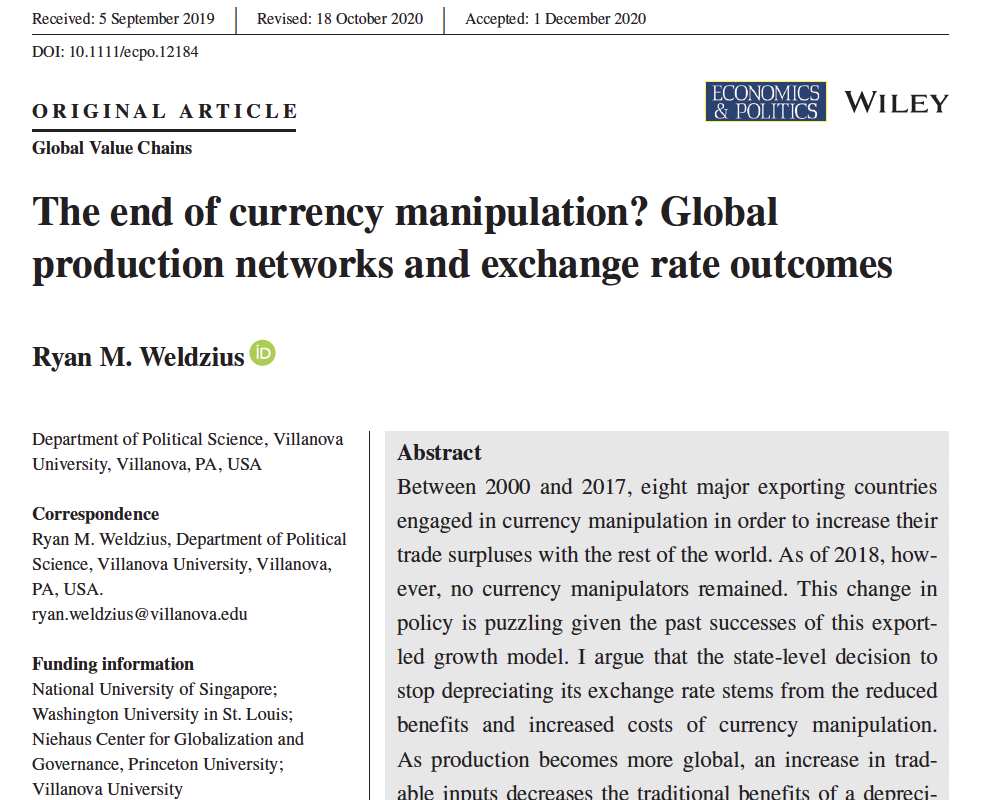 Received: 5 September 2019 Revised: 18 October 2020 Accepted: 1 December 2020
DOI: 10.1111/ecpo.12184
ECONOMICS
& POLITICS
WILEY
ORIGINAL ARTICLE
Global Value Chains
The end of currency manipulation? Global
production networks and exchange rate outcomes
Ryan M. Weldzius iD
Department of Political Science, Villanova
University, Villanova, PA, USA
Correspondence
Ryan M. Weldzius, Department of Political
Science, Villanova University, Villanova,
PA, USA.
ryan.weldzius@villanova.edu
Funding information
National University of Singapore;
Washington University in St. Louis;
Niehaus Center for Globalization and
Governance, Princeton University;
Villanova University
Abstract
Between 2000 and 2017, eight major exporting countries
engaged in currency manipulation in order to increase their
trade surpluses with the rest of the world. As of 2018, how-
ever, no currency manipulators remained. This change in
policy is puzzling given the past successes of this export-
led growth model. I argue that the state-level decision to
stop depreciating its exchange rate stems from the reduced
benefits and increased costs of currency manipulation.
As production becomes more global, an increase in trad-
able inputs decreases the traditional benefits of a depreci-